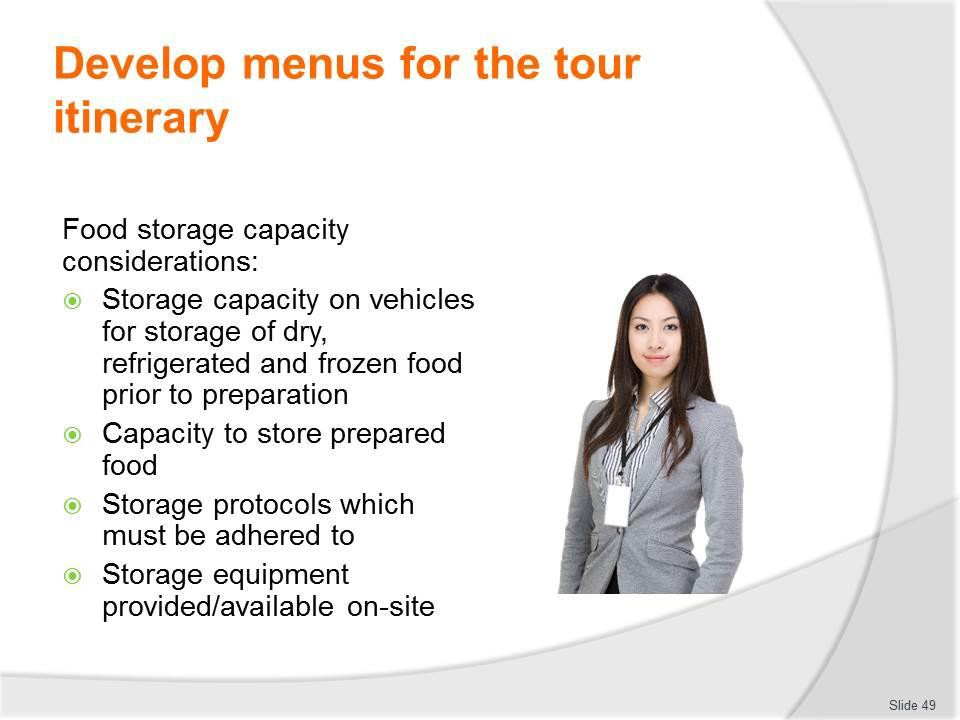 Develop menus for the tour
itinerary
Food storage capacity
considerations:
Storage capacity on vehicles
for storage of dry,
refrigerated and frozen food
prior to preparation
Capacity to store prepared
food
Storage protocols which
must be adhered to
Storage equipment
provided/available on-site
Slide 49